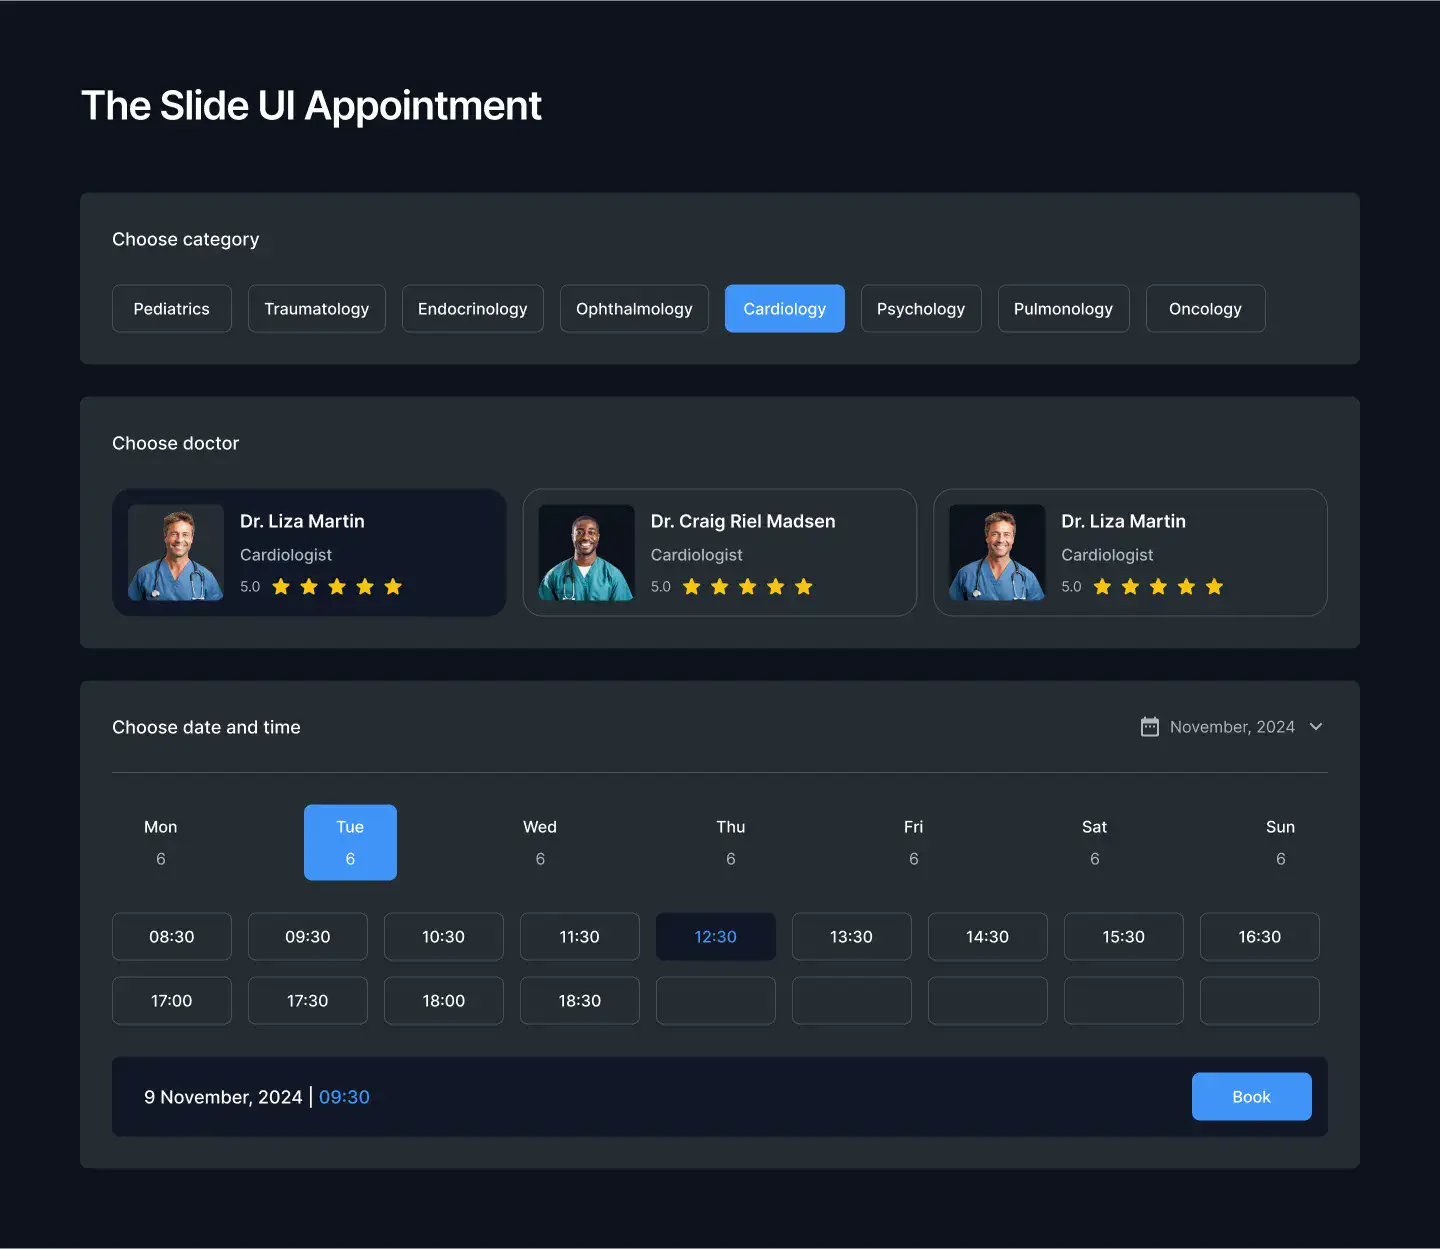 The Slide UI Appointment
Choose category
Pediatrics Traumatology Endocrinology Ophthalmology Cardiology Psychology Pulmonology Oncology
Choose doctor
Dr. Liza Martin
Cardiologist
5.0
Dr. Craig Riel Madsen
Cardiologist
5.0
Dr. Liza Martin
Cardiologist
5.0
Choose date and time
November, 2024
Mon Tue Wed Thu Fri Sat Sun
6 6 6 6 6 6 6
08:30 09:30 10:30 11:30 12:30 13:30 14:30 15:30 16:30
17:00 17:30 18:00 18:30
9 November, 2024 | 09:30
Book